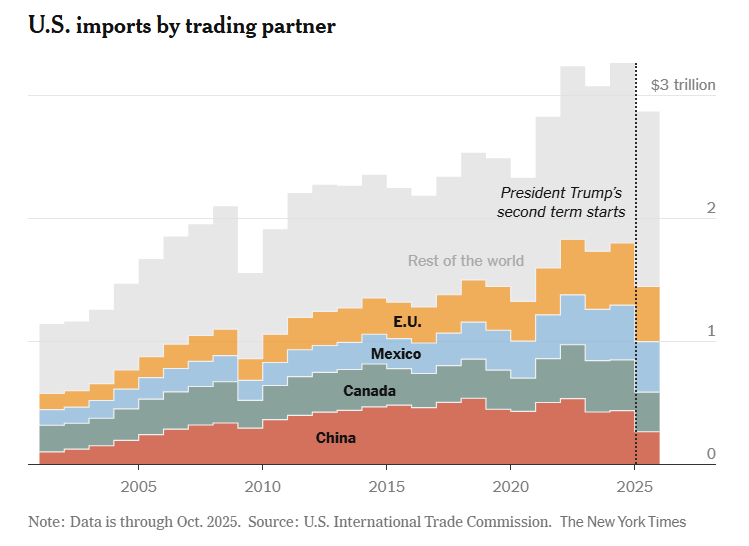 U.S. imports by trading partner
$3 trillion
President Trump's
second term starts
2
Rest of the world
E.U.
1
Mexico
Canada
China
0
2005 2010 2015 2020 2025
Note: Data is through Oct. 2025. Source: U.S. International Trade Commission. The New York Times